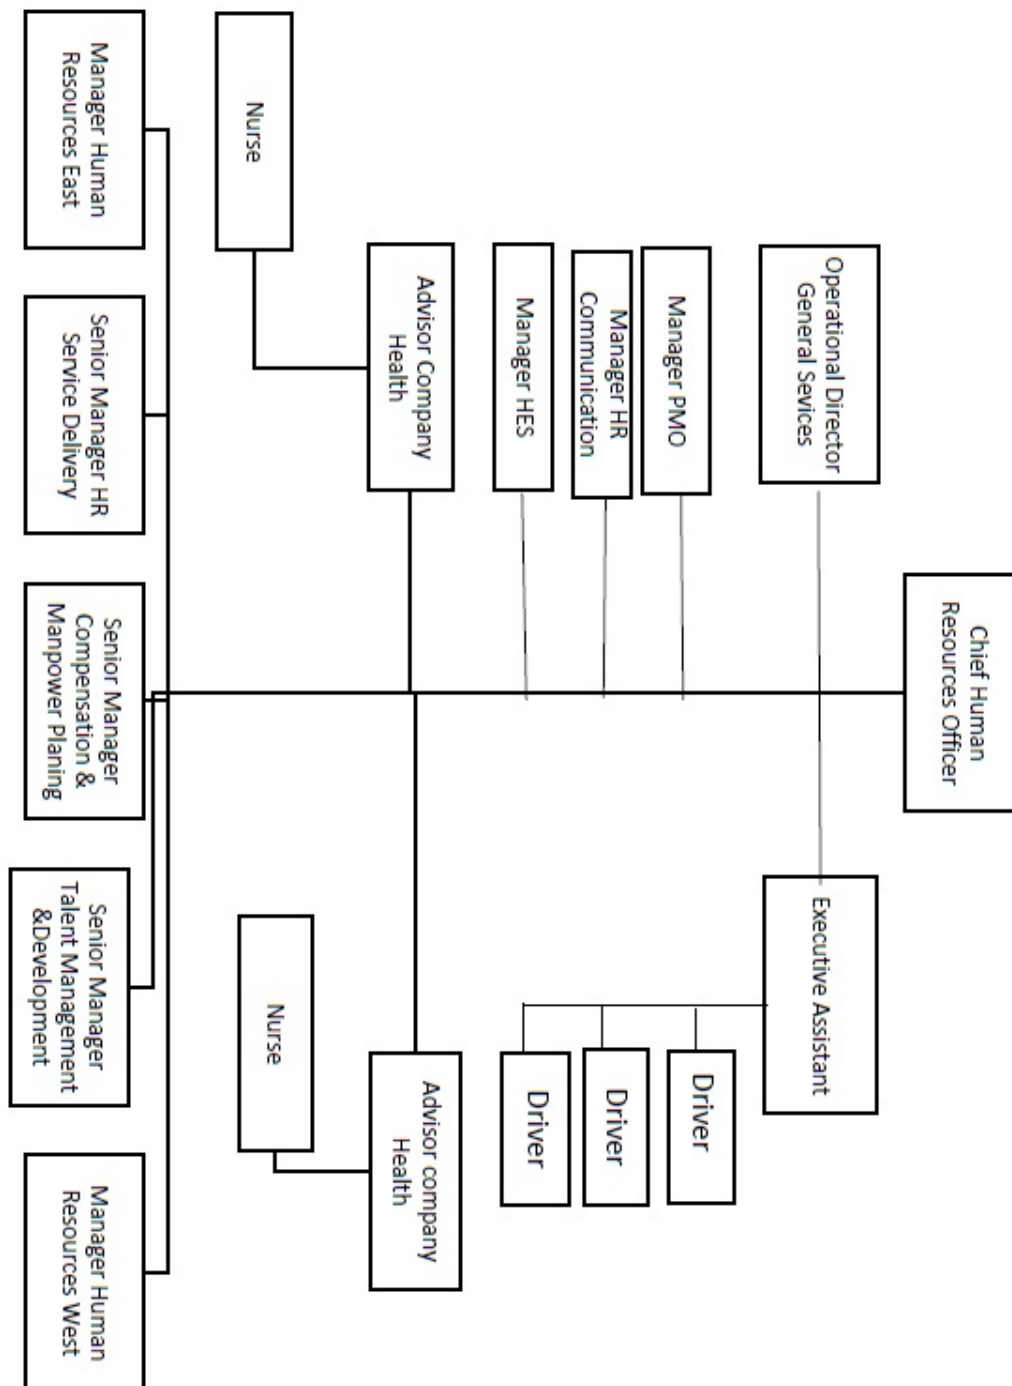 Chief Human
Resources Officer
Operational Director
General Sevices
Executive Assistant
Manager PMO
Driver
Manager HR
Communication
Driver
Manager HES
Driver
Advisor Company
Health
Advisor company
Health
Nurse
Nurse
Manager Human
Resources East
Senior Manager HR
Service Delivery
Senior Manager
Compensation &
Manpower Planing
Senior Manager
Talent Management
&Development
Manager Human
Resources West